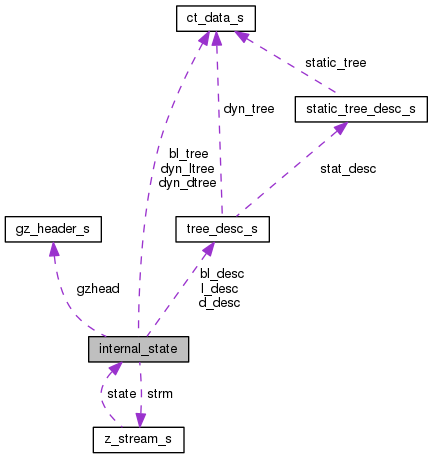 ct_data_s
static_tree
dyn_tree
static_tree_desc_s
bl_tree
dyn_ltree
dyn_dtree
stat_desc
gz_header_s
tree_desc_s
gzhead
bl_desc
l_desc
d_desc
internal_state
state
strm
z_stream_s